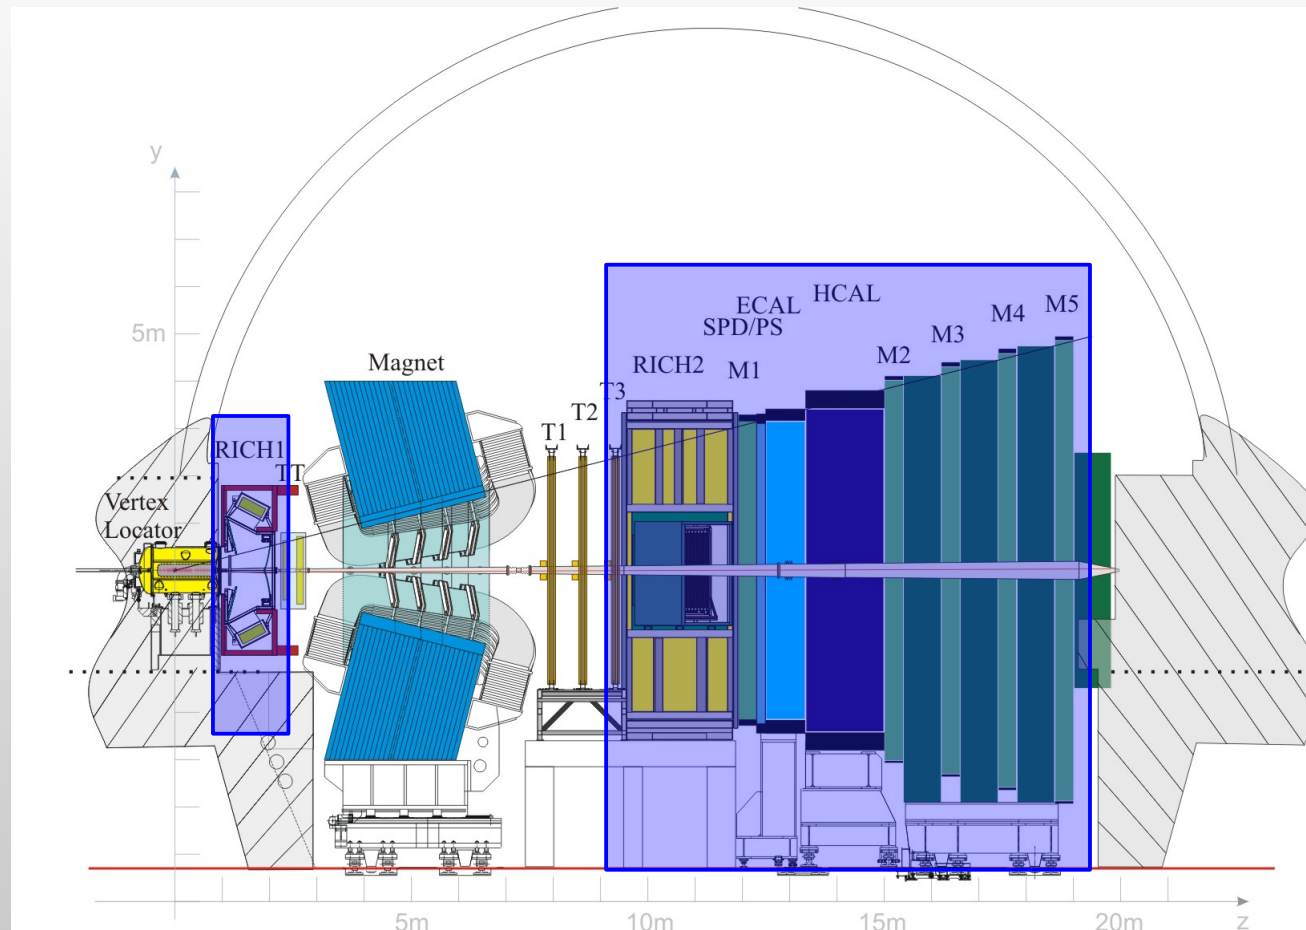 y
5m
Magnet
T1
T2
T3
RICH2
M1
SPD/PS
ECAL
HCAL
M2
M3
M4
M5
RICH1
TT
Vertex
Locator
5m
10m
15m
20m
z